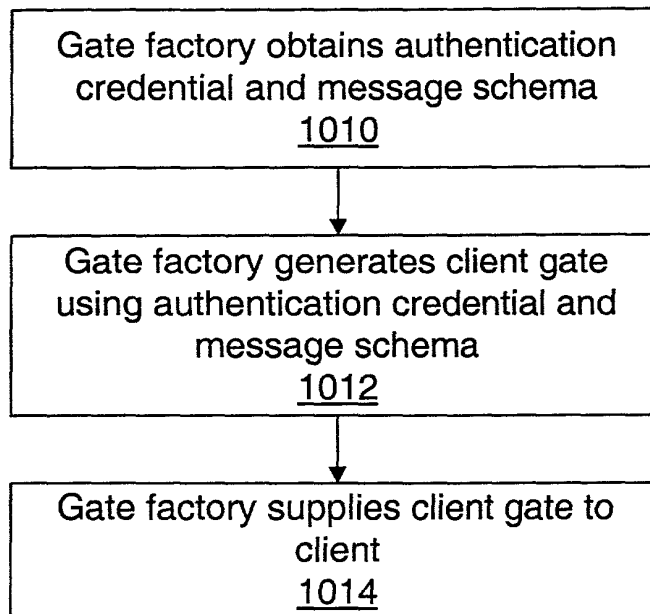 Gate factory obtains authentication
credential and message schema
1010
Gate factory generates client gate
using authentication credential and
message schema
1012
Gate factory supplies client gate to
client
1014